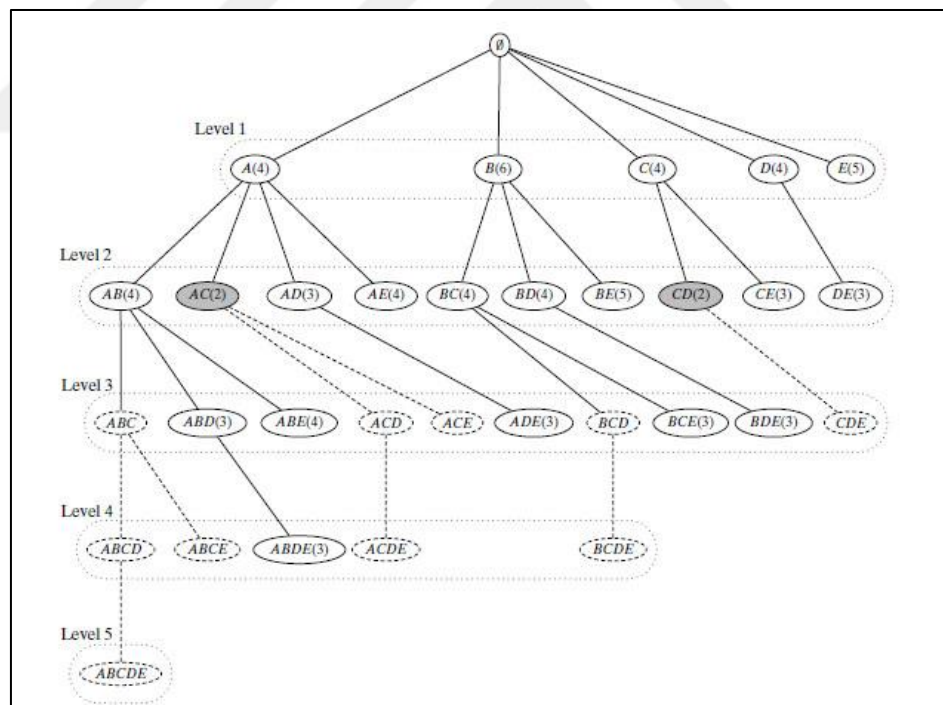 ∅
Level 1
A(4) B(6) C(4) D(4) E(5)
Level 2
AB(4) AC(2) AD(3) AE(4) BC(4) BD(4) BE(5) CD(2) CE(3) DE(3)
Level 3
ABC ABD(3) ABE(4) ACD ACE ADE(3) BCD BCE(3) BDE(3) CDE
Level 4
ABCD ABCE ABDE(3) ACDE BCDE
Level 5
ABCDE